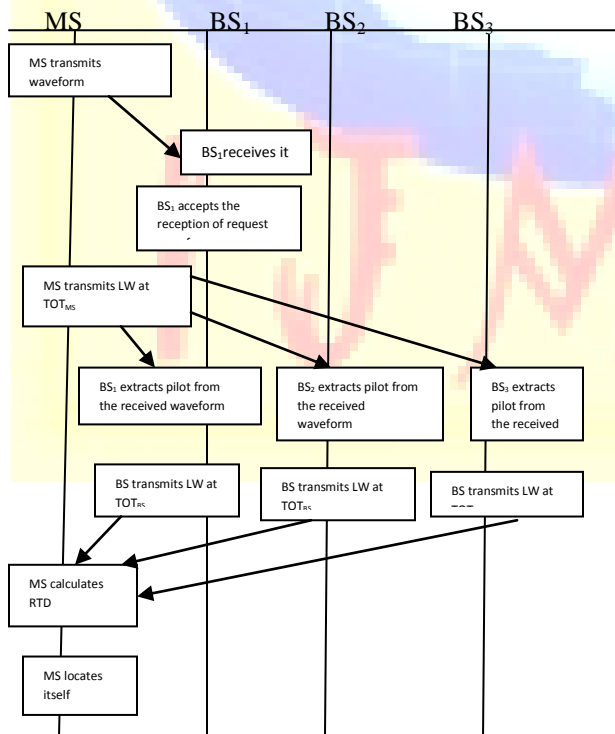 MS BS₁ BS₂ BS₃
MS transmits
waveform
BS₁receives it
BS₁ accepts the
reception of request
MS transmits LW at
TOT_MS
BS₁ extracts pilot from
the received waveform
BS₂ extracts pilot from
the received
waveform
BS₃ extracts
pilot from
the received
BS transmits LW at
TOT_BS
BS transmits LW at
TOT_BS
BS transmits LW at
MS calculates
RTD
MS locates
itself